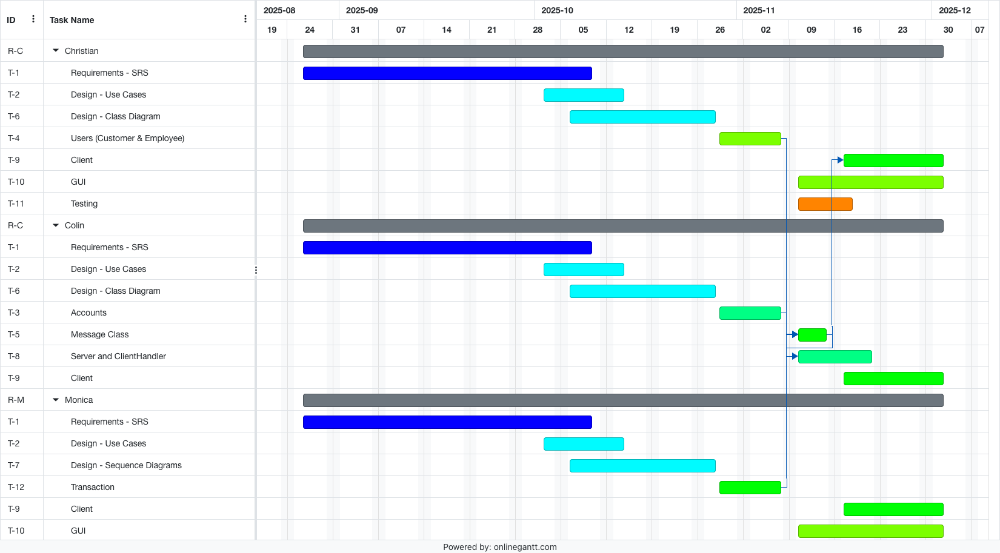 ID Task Name 2025-08 2025-09 2025-10 2025-11 2025-12
19 24 31 07 14 21 28 05 12 19 26 02 09 16 23 30 07
R-C Christian
T-1 Requirements - SRS
T-2 Design - Use Cases
T-6 Design - Class Diagram
T-4 Users (Customer & Employee)
T-9 Client
T-10 GUI
T-11 Testing
R-C Colin
T-1 Requirements - SRS
T-2 Design - Use Cases
T-6 Design - Class Diagram
T-3 Accounts
T-5 Message Class
T-8 Server and ClientHandler
T-9 Client
R-M Monica
T-1 Requirements - SRS
T-2 Design - Use Cases
T-7 Design - Sequence Diagrams
T-12 Transaction
T-9 Client
T-10 GUI
Powered by: onlinegantt.com